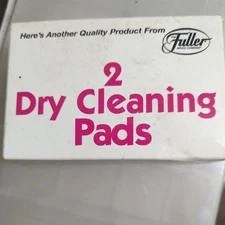 Here's Another Quality Product From
Fuller
2
Dry Cleaning
Pads